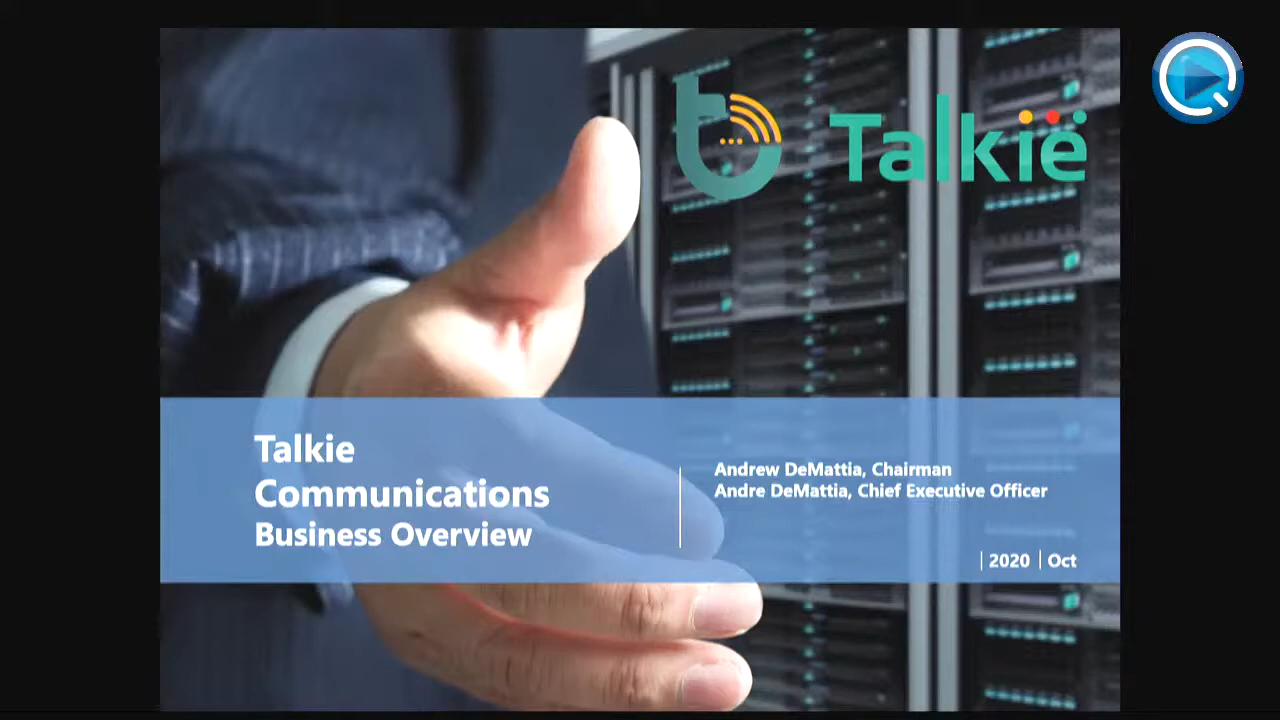 Talkie
Talkie
Communications
Business Overview
Andrew DeMattia, Chairman
Andre DeMattia, Chief Executive Officer
| 2020 | Oct